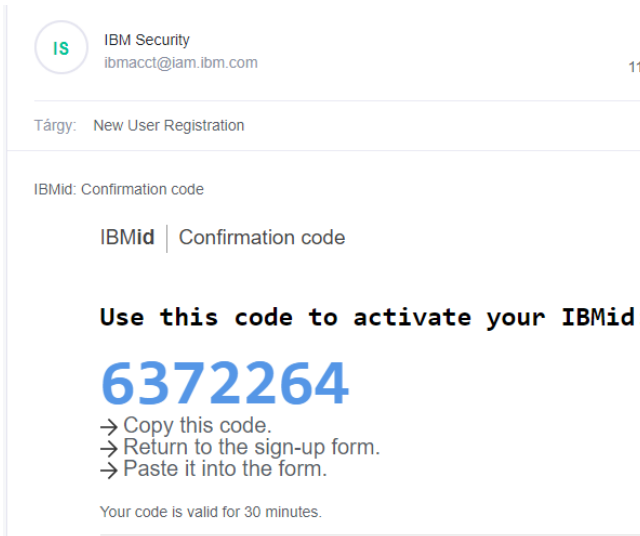 IS
IBM Security
ibmacct@iam.ibm.com
11
Tárgy: New User Registration
IBMid: Confirmation code
IBMid | Confirmation code
Use this code to activate your IBMid
6372264
→ Copy this code.
→ Return to the sign-up form.
→ Paste it into the form.
Your code is valid for 30 minutes.